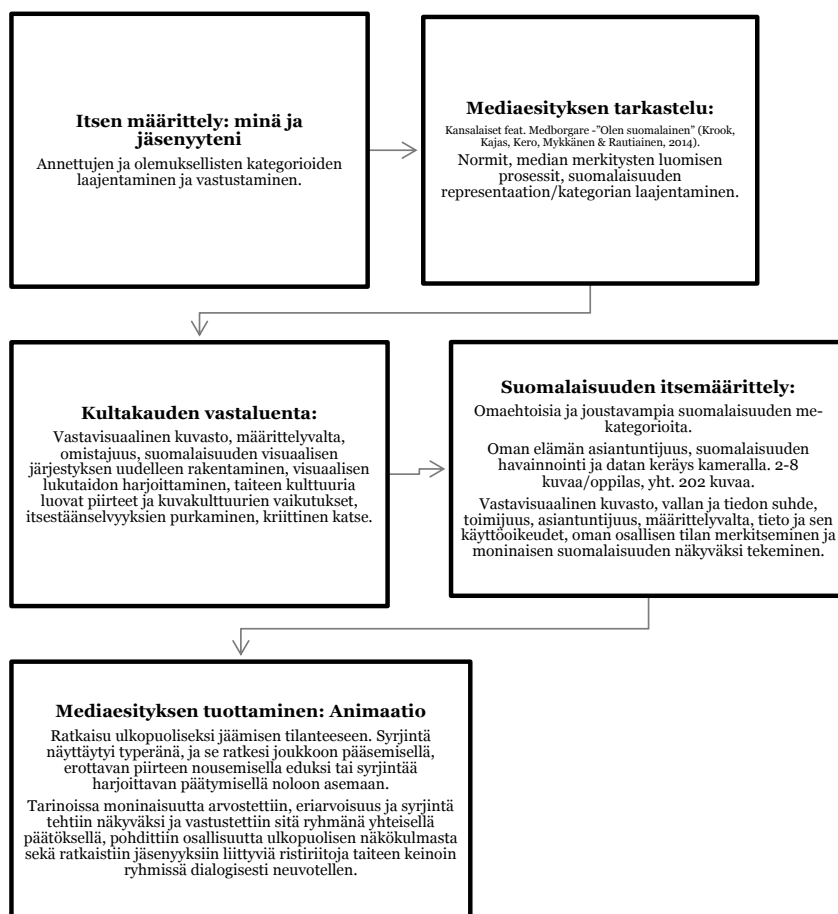 Itsen määrittely: minä ja
jäsenyyteni
Annettujen ja olemuksellisten kategorioiden
laajentaminen ja vastustaminen.
Mediaesityksen tarkastelu:
Kansalaiset feat. Medborgare -”Olen suomalainen” (Krook,
Kajas, Kero, Mykkänen & Rautiainen, 2014).
Normit, median merkitysten luomisen
prosessit, suomalaisuuden
representaation/kategorian laajentaminen.
Kultakauden vastaluenta:
Vastavisuaalinen kuvasto, määrittelyvalta,
omistajuus, suomalaisuuden visuaalisen
järjestyksen uudelleen rakentaminen, visuaalisen
lukutaidon harjoittaminen, taiteen kulttuuria
luovat piirteet ja kuvakulttuurien vaikutukset,
itsestäänselvyyksien purkaminen, kriittinen katse.
Suomalaisuuden itsemäärittely:
Omaehtoisia ja joustavampia suomalaisuuden me-
kategorioita.
Oman elämän asiantuntijuus, suomalaisuuden
havainnointi ja datan keräys kameralla. 2-8
kuvaa/oppilas, yht. 202 kuvaa.
Vastavisuaalinen kuvasto, vallan ja tiedon suhde,
toimijuus, asiantuntijuus, määrittelyvalta, tieto ja sen
käyttöoikeudet, oman osallisen tilan merkitseminen ja
moninaisen suomalaisuuden näkyväksi tekeminen.
Mediaesityksen tuottaminen: Animaatio
Ratkaisu ulkopuoliseksi jäämisen tilanteeseen. Syrjintä
näyttäytyi typeränä, ja se ratkesi joukkoon pääsemisellä,
erottavan piirteen nousemisella eduksi tai syrjintää
harjoittavan päätymisellä noloon asemaan.
Tarinoissa moninaisuutta arvostettiin, eriarvoisuus ja syrjintä
tehtiin näkyväksi ja vastustettiin sitä ryhmänä yhteisellä
päätöksellä, pohdittiin osallisuutta ulkopuolisen näkökulmasta
sekä ratkaistiin jäsenyyksiin liittyviä ristiriitoja taiteen keinoin
ryhmissä dialogisesti neuvotellen.